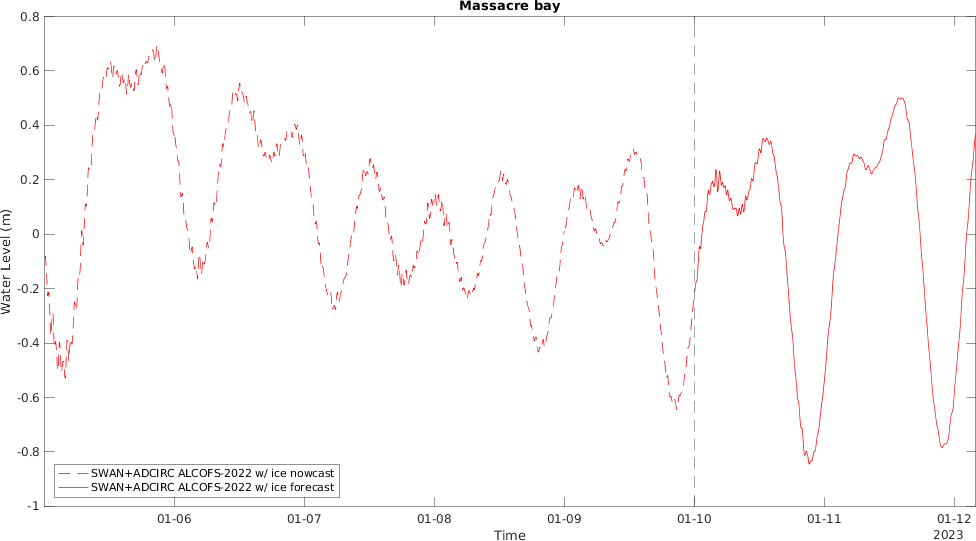 Massacre bay
0.8
0.6
0.4
0.2
0
-0.2
-0.4
-0.6
-0.8
-1
Water Level (m)
SWAN+ADCIRC ALCOFS-2022 w/ ice nowcast
SWAN+ADCIRC ALCOFS-2022 w/ ice forecast
01-06 01-07 01-08 01-09 01-10 01-11 01-12
Time
2023